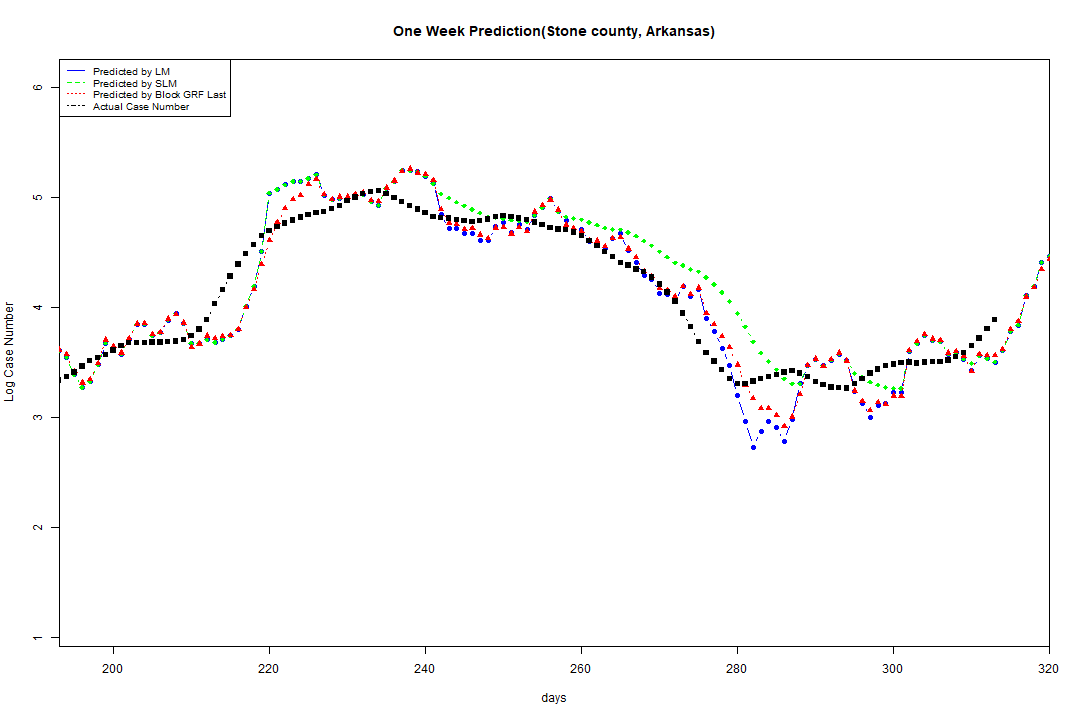 One Week Prediction(Stone county, Arkansas)
Predicted by LM
Predicted by SLM
Predicted by Block GRF Last
Actual Case Number
Log Case Number
6
5
4
3
2
1
200 220 240 260 280 300 320
days